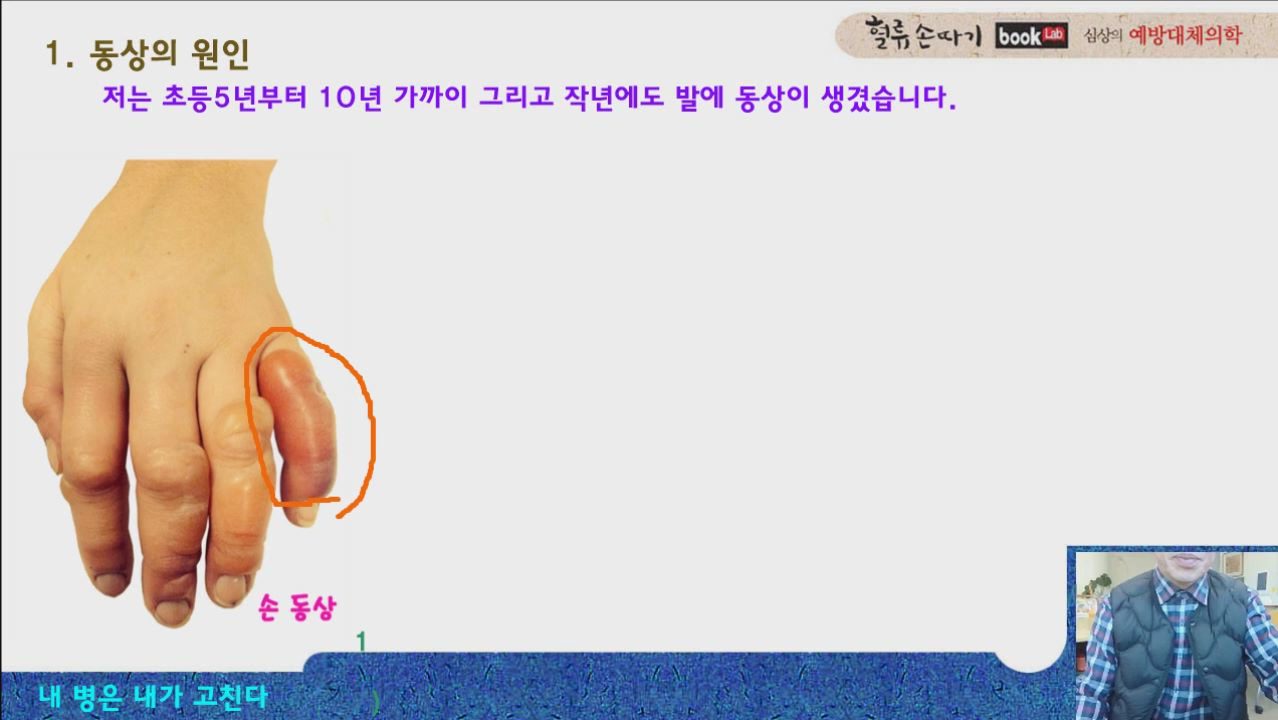 1. 동상의 원인
혈류 손따기 book Lab 심상의 예방대체의학
저는 초등5년부터 10년 가까이 그리고 작년에도 발에 동상이 생겼습니다.
손 동상
1
내 병은 내가 고친다